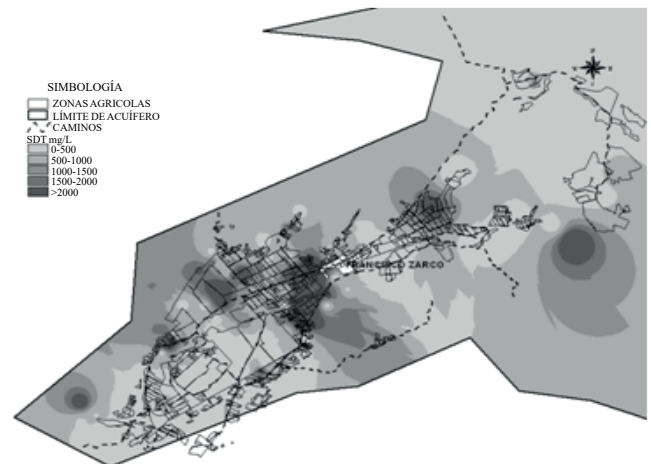 SIMBOLOGÍA
ZONAS AGRICOLAS
LÍMITE DE ACUÍFERO
CAMINOS
SDT mg/L
0-500
500-1000
1000-1500
1500-2000
>2000
FRANCISCO ZARCO